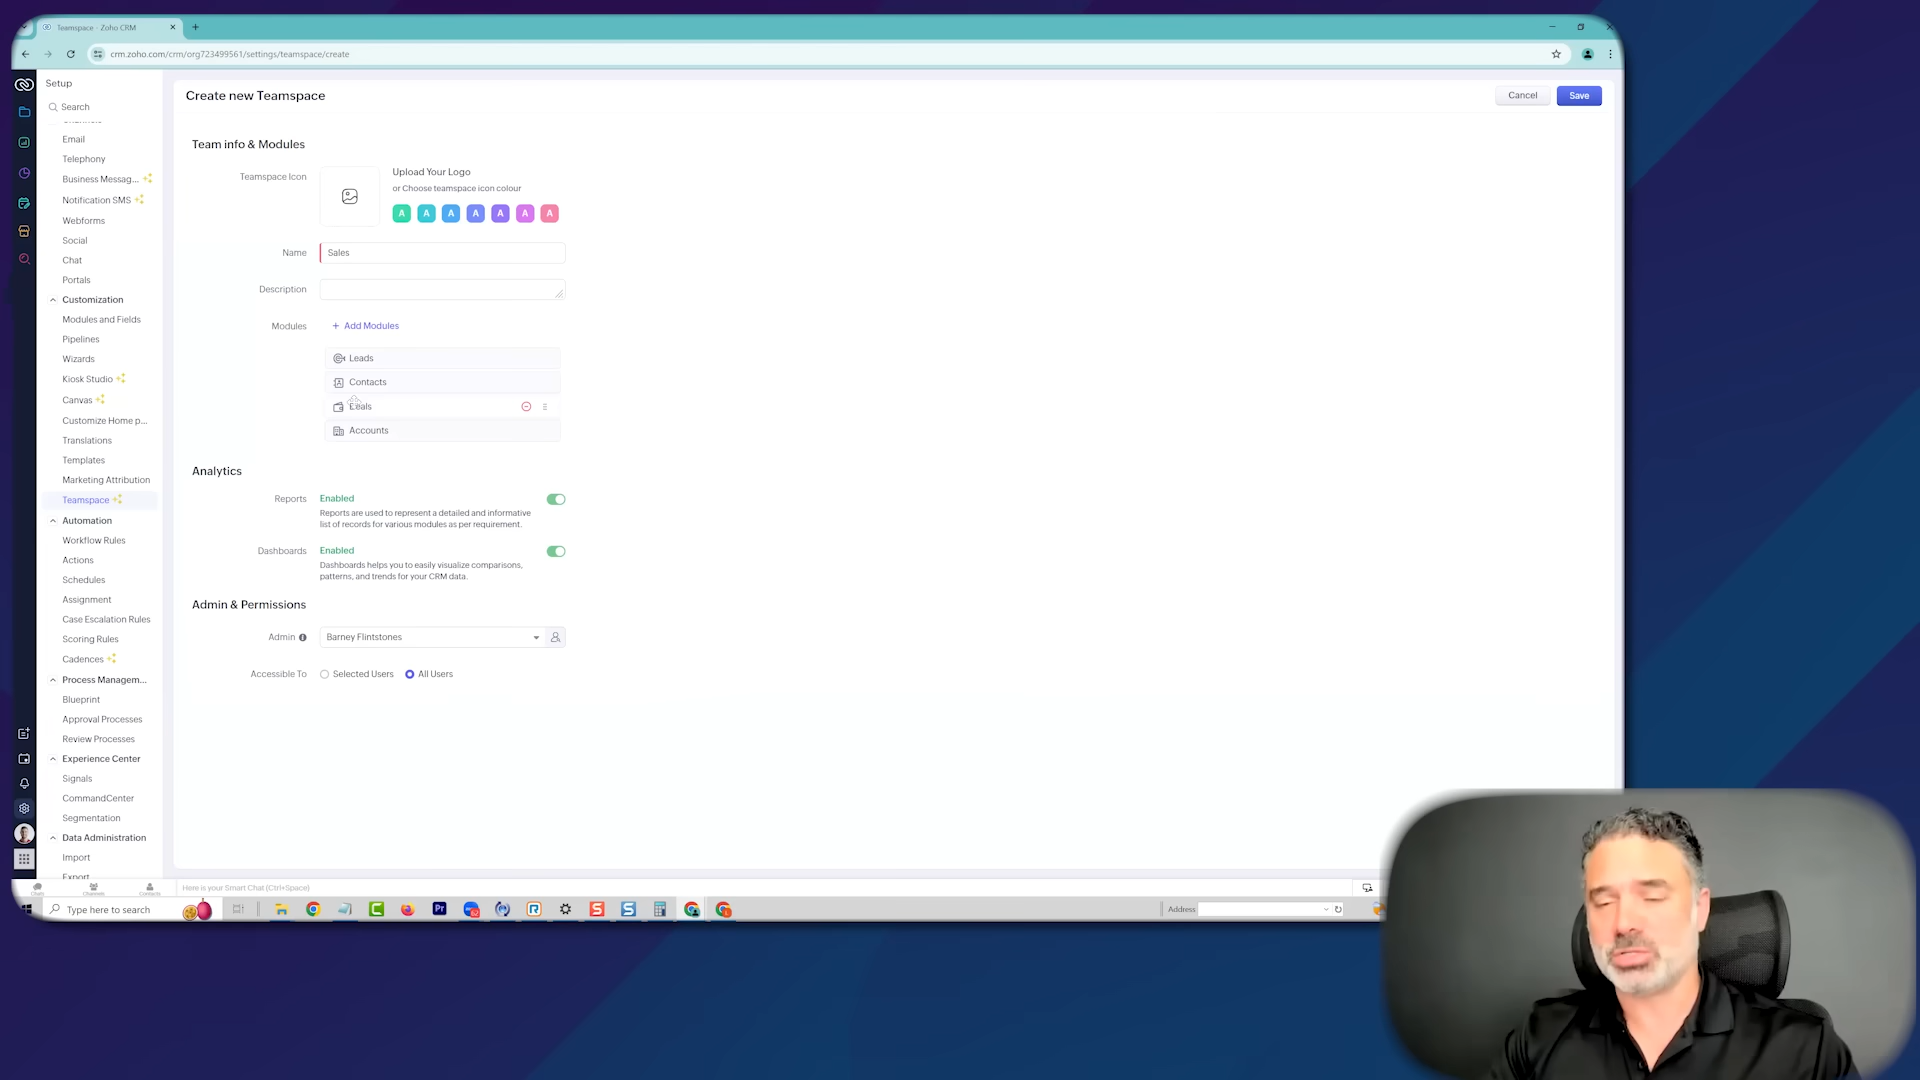 Teamspace - Zoho CRM
crm.zoho.com/crm/org723499561/settings/teamspace/create
Setup
Search
Email
Telephony
Business Messag...
Notification SMS
Webforms
Social
Chat
Portals
Customization
Modules and Fields
Pipelines
Wizards
Kiosk Studio
Canvas
Customize Home p...
Translations
Templates
Marketing Attribution
Teamspace
Automation
Workflow Rules
Actions
Schedules
Assignment
Case Escalation Rules
Scoring Rules
Cadences
Process Managem...
Blueprint
Approval Processes
Review Processes
Experience Center
Signals
CommandCenter
Segmentation
Data Administration
Import
Export
Create new Teamspace
Cancel
Save
Team info & Modules
Teamspace Icon
Upload Your Logo
or Choose teamspace icon colour
A A A A A A A
Name
Sales
Description
Modules
+ Add Modules
Leads
Contacts
Deals
Accounts
Analytics
Reports
Enabled
Reports are used to represent a detailed and informative
list of records for various modules as per requirement.
Dashboards
Enabled
Dashboards helps you to easily visualize comparisons,
patterns, and trends for your CRM data.
Admin & Permissions
Admin
Barney Flintstones
Accessible To
Selected Users
All Users
Chats
Channels
Contacts
Here is your Smart Chat (Ctrl+Space)
Type here to search
Pr
R
S
S
Address